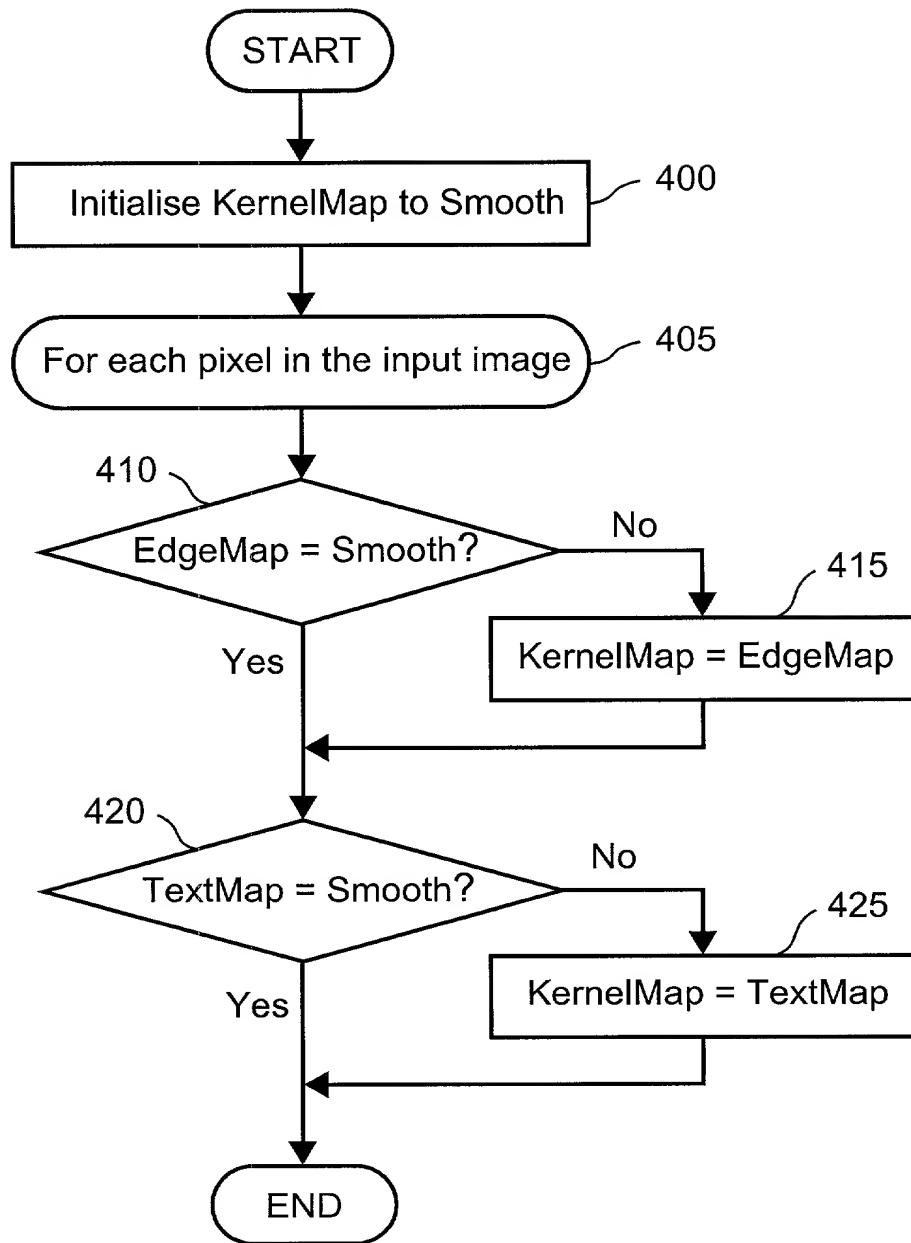 START
Initialise KernelMap to Smooth
400
For each pixel in the input image
405
410
EdgeMap = Smooth?
No
415
KernelMap = EdgeMap
Yes
420
TextMap = Smooth?
No
425
KernelMap = TextMap
Yes
END